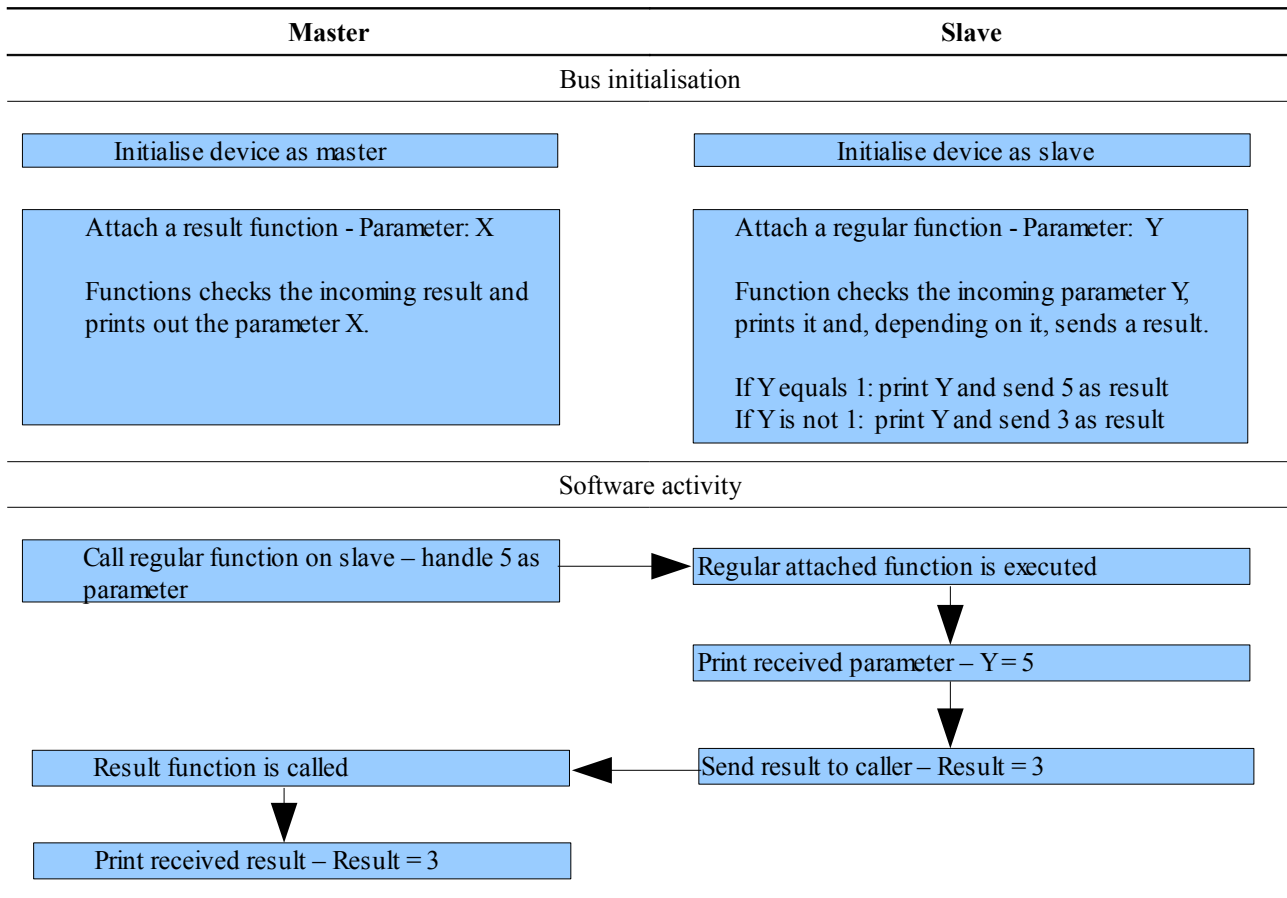 Master
Slave
Bus initialisation
Initialise device as master
Initialise device as slave
Attach a result function - Parameter: X
Functions checks the incoming result and
prints out the parameter X.
Attach a regular function - Parameter: Y
Function checks the incoming parameter Y,
prints it and, depending on it, sends a result.
If Y equals 1: print Y and send 5 as result
If Y is not 1: print Y and send 3 as result
Software activity
Call regular function on slave – handle 5 as
parameter
Regular attached function is executed
Print received parameter – Y = 5
Send result to caller – Result = 3
Result function is called
Print received result – Result = 3